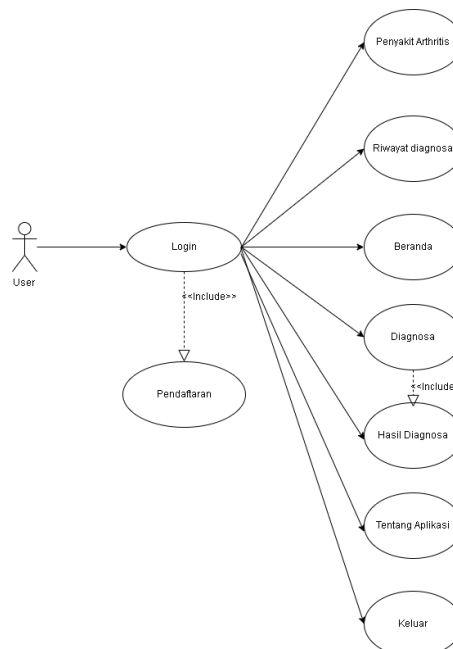 Penyakit Arthritis
Riwayat diagnosa
User
Login
Beranda
<<Include>>
Diagnosa
Pendaftaran
<<Include
Hasil Diagnosa
Tentang Aplikasi
Keluar